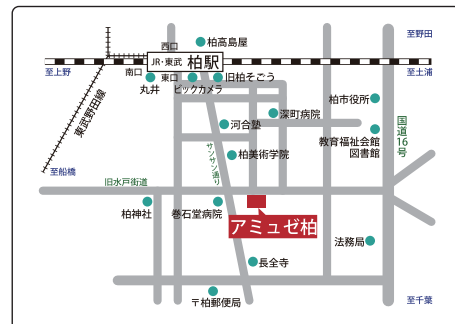 西口
柏高島屋
至野田
JR・東武 柏駅
至上野
南口
東口
旧柏そごう
至土浦
丸井
ビックカメラ
東武野田線
深町病院
柏市役所
国道16号
河合塾
教育福祉会館
図書館
サンサン通り
柏美術学院
至船橋
旧水戸街道
柏神社
巻石堂病院
アミュゼ柏
法務局
長全寺
〒柏郵便局
至千葉